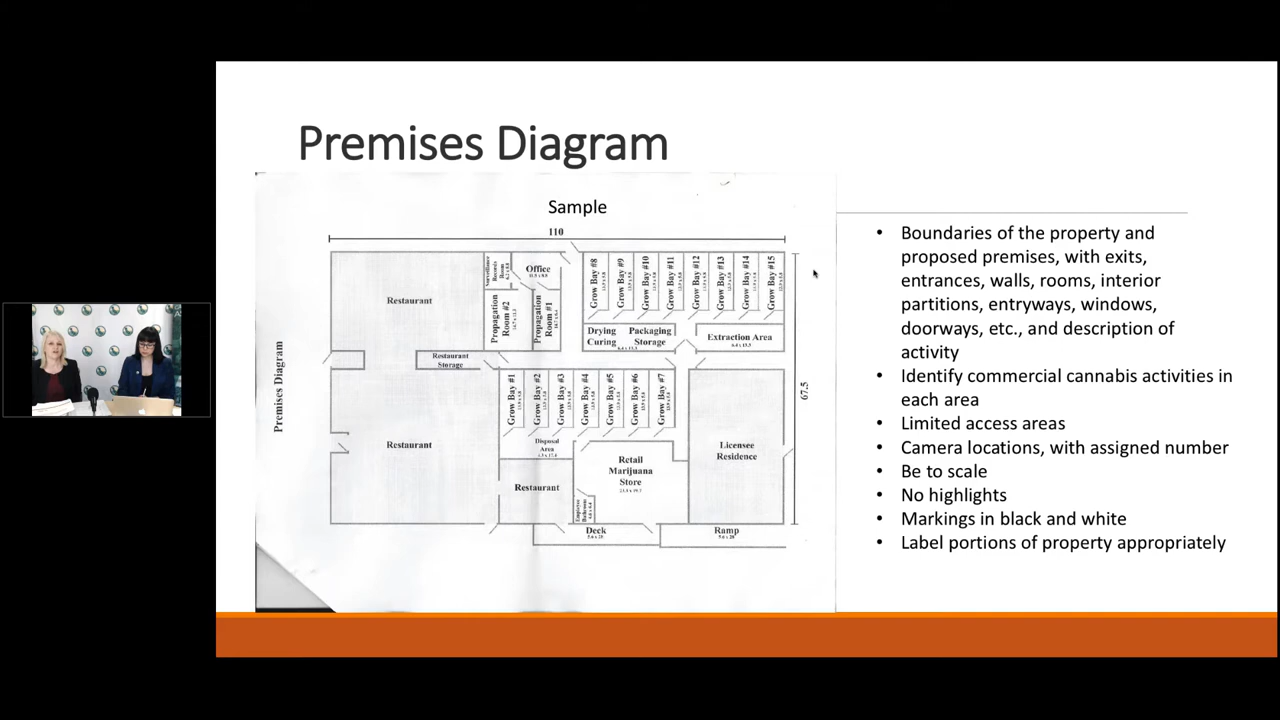 Premises Diagram
Sample
110
Restaurant
Surveillance
Records
Room
Office
Grow Bay #8
Grow Bay #9
Grow Bay #10
Grow Bay #11
Grow Bay #12
Grow Bay #13
Grow Bay #14
Grow Bay #15
Propagation
Room #2
Propagation
Room #1
Drying
Curing
Packaging
Storage
Extraction Area
Restaurant
Storage
Premises Diagram
67.5
Grow Bay #1
Grow Bay #2
Grow Bay #3
Grow Bay #4
Grow Bay #5
Grow Bay #6
Grow Bay #7
Restaurant
Disposal
Area
Licensee
Residence
Retail
Marijuana
Store
Restaurant
Employee
Bathroom
Deck
Ramp
• Boundaries of the property and
proposed premises, with exits,
entrances, walls, rooms, interior
partitions, entryways, windows,
doorways, etc., and description of
activity
• Identify commercial cannabis activities in
each area
• Limited access areas
• Camera locations, with assigned number
• Be to scale
• No highlights
• Markings in black and white
• Label portions of property appropriately